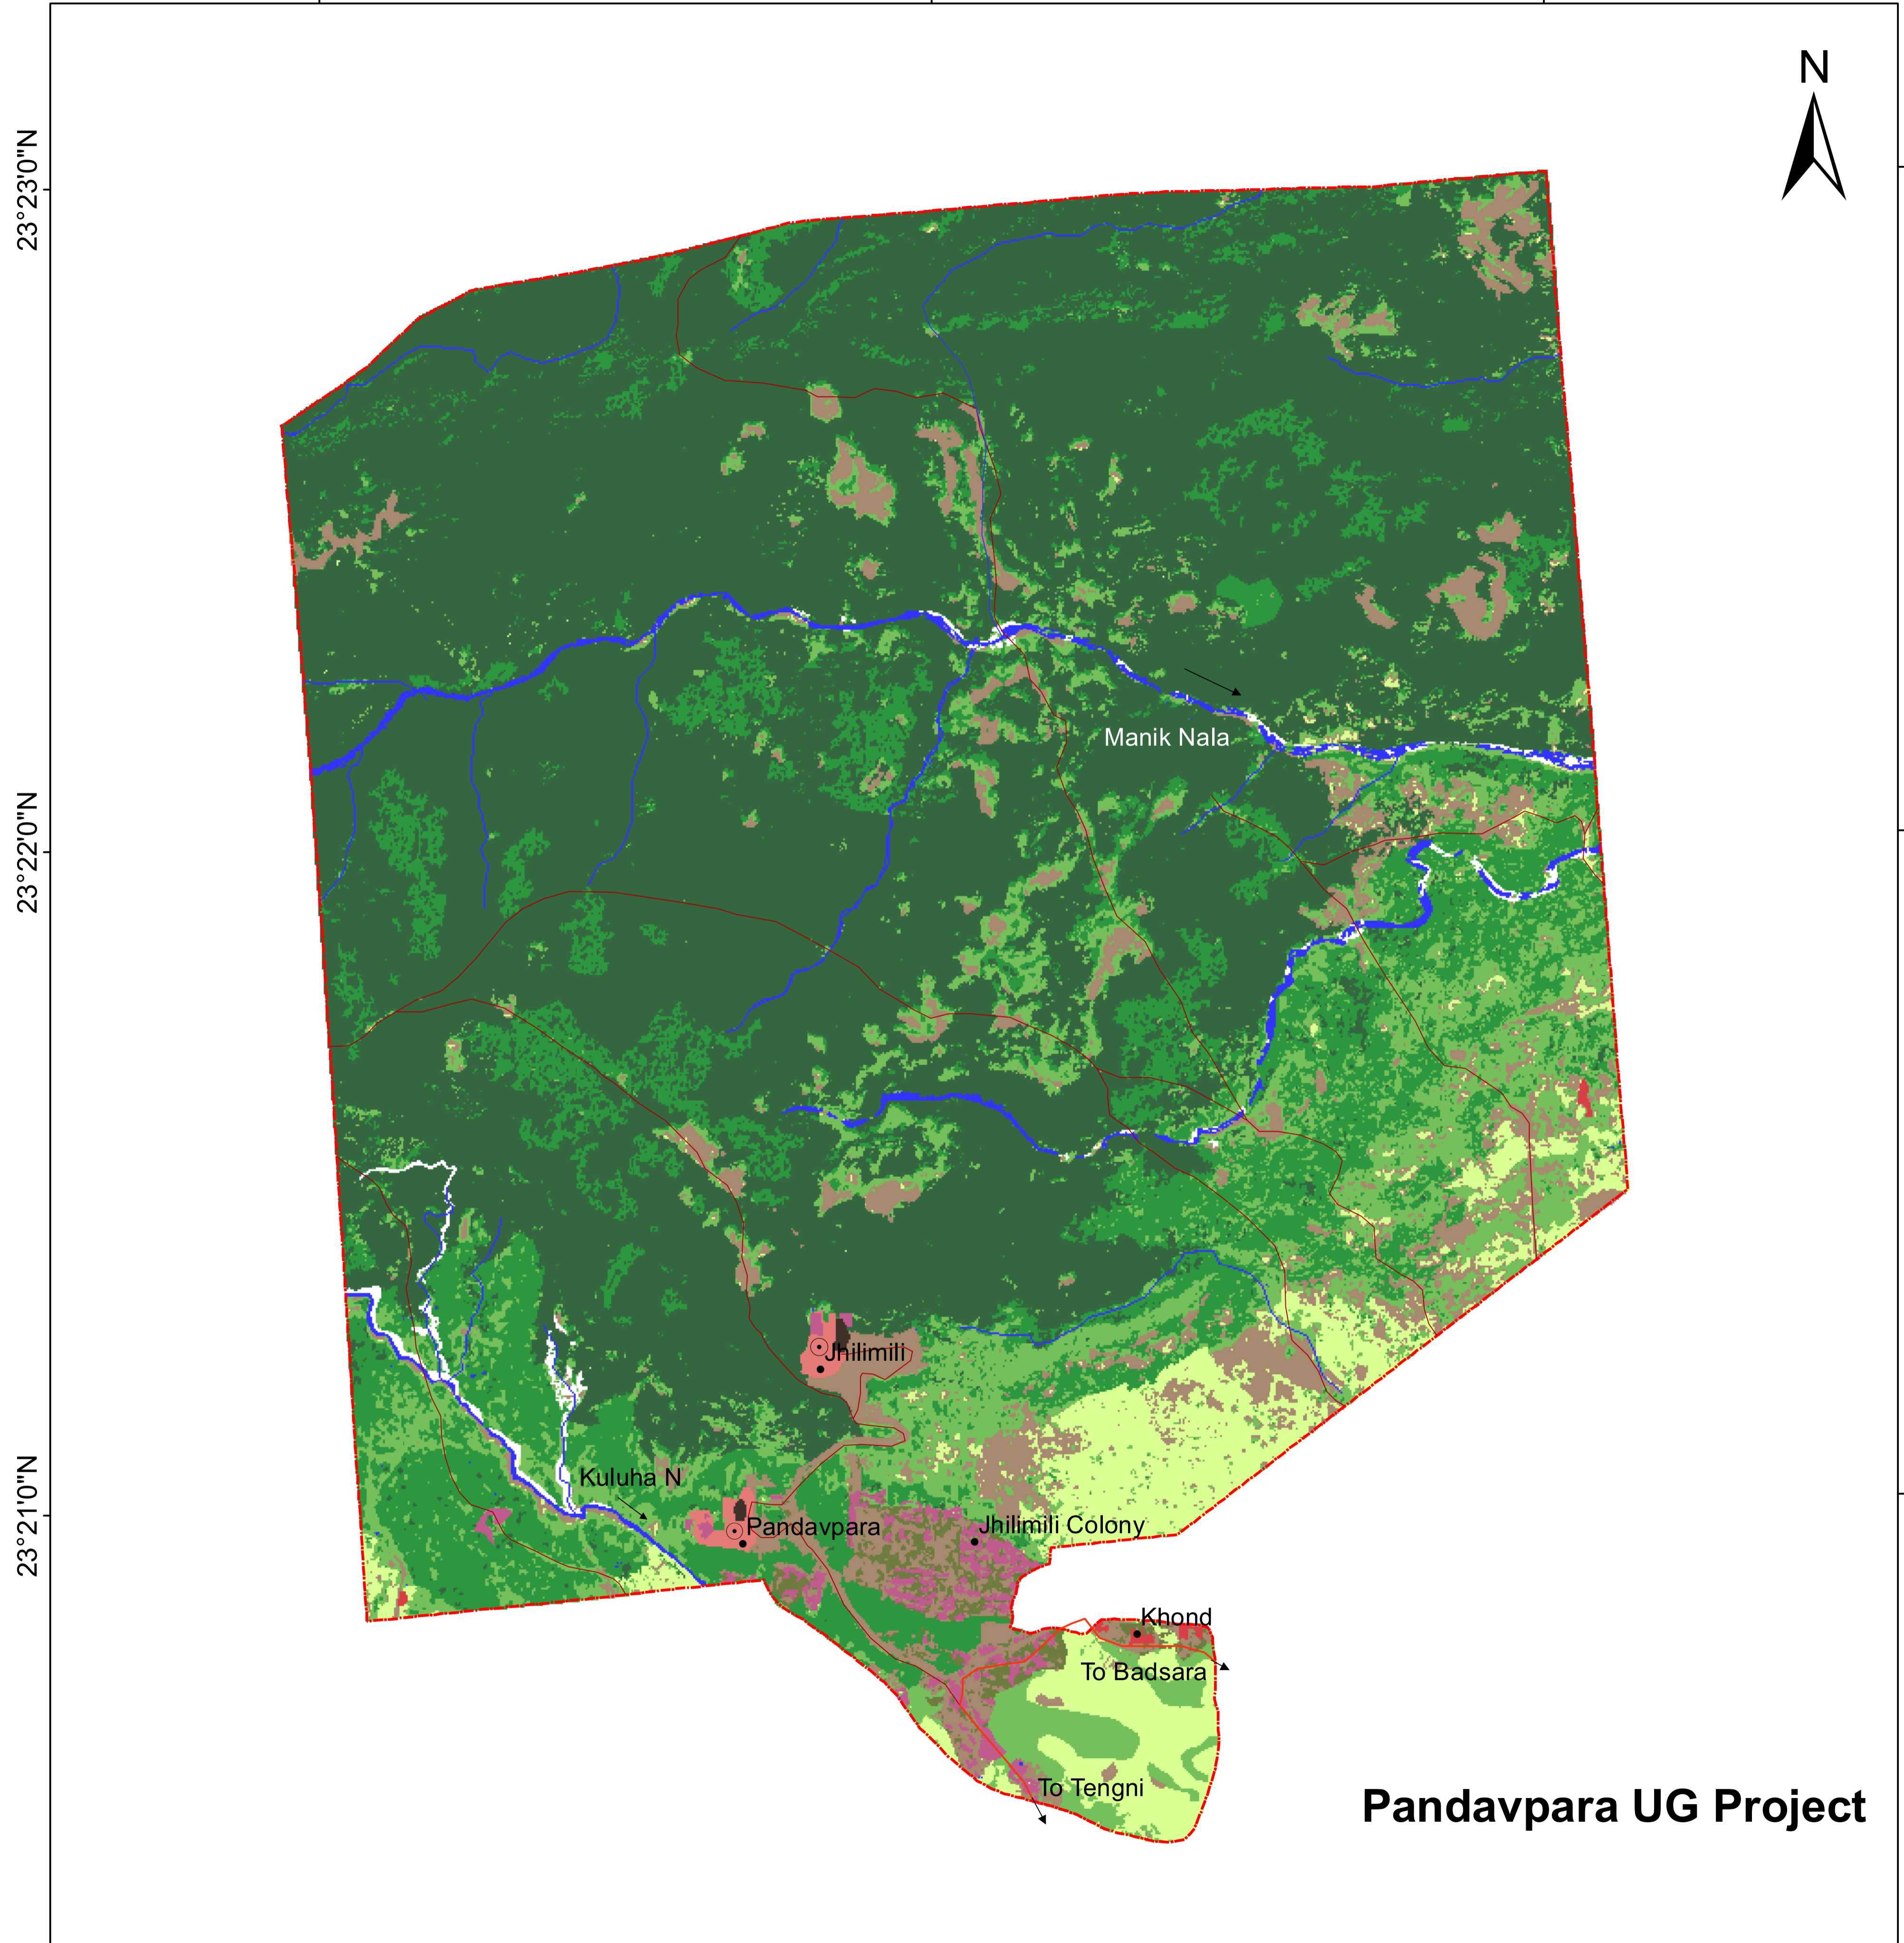 N
23°23'0"N
Manik Nala
23°22'0"N
Jhilimili
Kuluha N
23°21'0"N
Pandavpara
Jhilimili Colony
Khond
To Badsara
To Tengni
Pandavpara UG Project